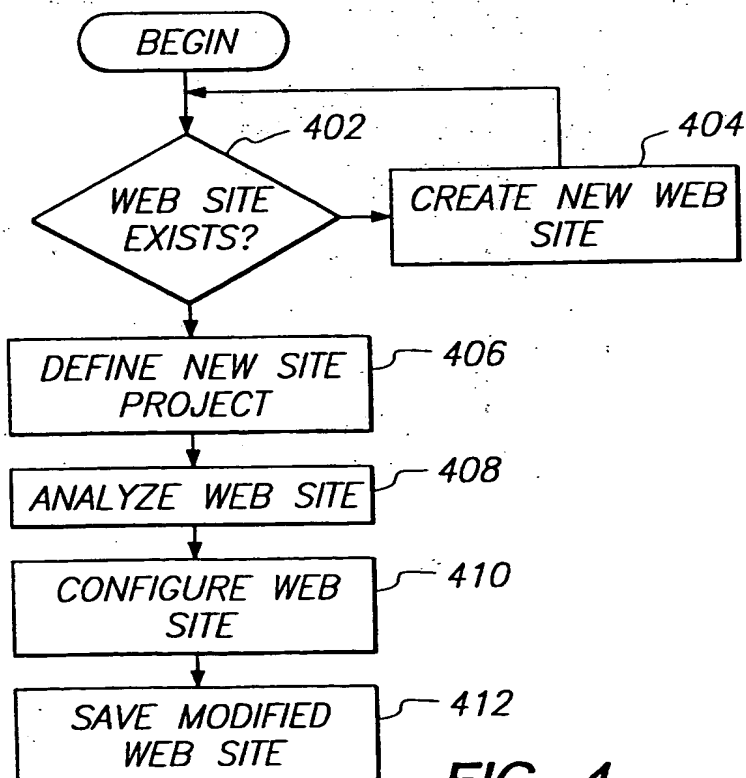 BEGIN
402
404
WEB SITE
EXISTS?
CREATE NEW WEB
SITE
DEFINE NEW SITE
PROJECT
406
ANALYZE WEB SITE
408
CONFIGURE WEB
SITE
410
SAVE MODIFIED
WEB SITE
412
FIG. 4